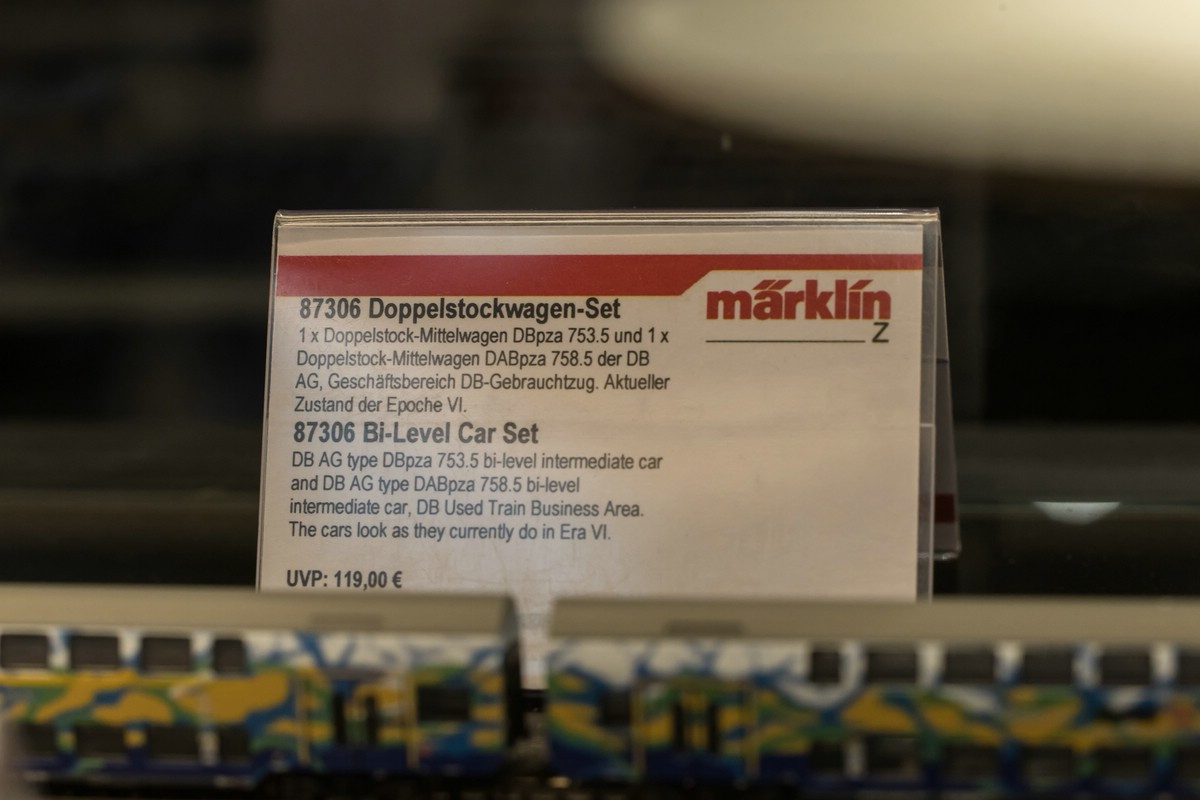 87306 Doppelstockwagen-Set
märklin
Z
1 x Doppelstock-Mittelwagen DBpza 753.5 und 1 x
Doppelstock-Mittelwagen DABpza 758.5 der DB
AG, Geschäftsbereich DB-Gebrauchtzug. Aktueller
Zustand der Epoche VI.
87306 Bi-Level Car Set
DB AG type DBpza 753.5 bi-level intermediate car
and DB AG type DABpza 758.5 bi-level
intermediate car, DB Used Train Business Area.
The cars look as they currently do in Era VI.
UVP: 119,00 €